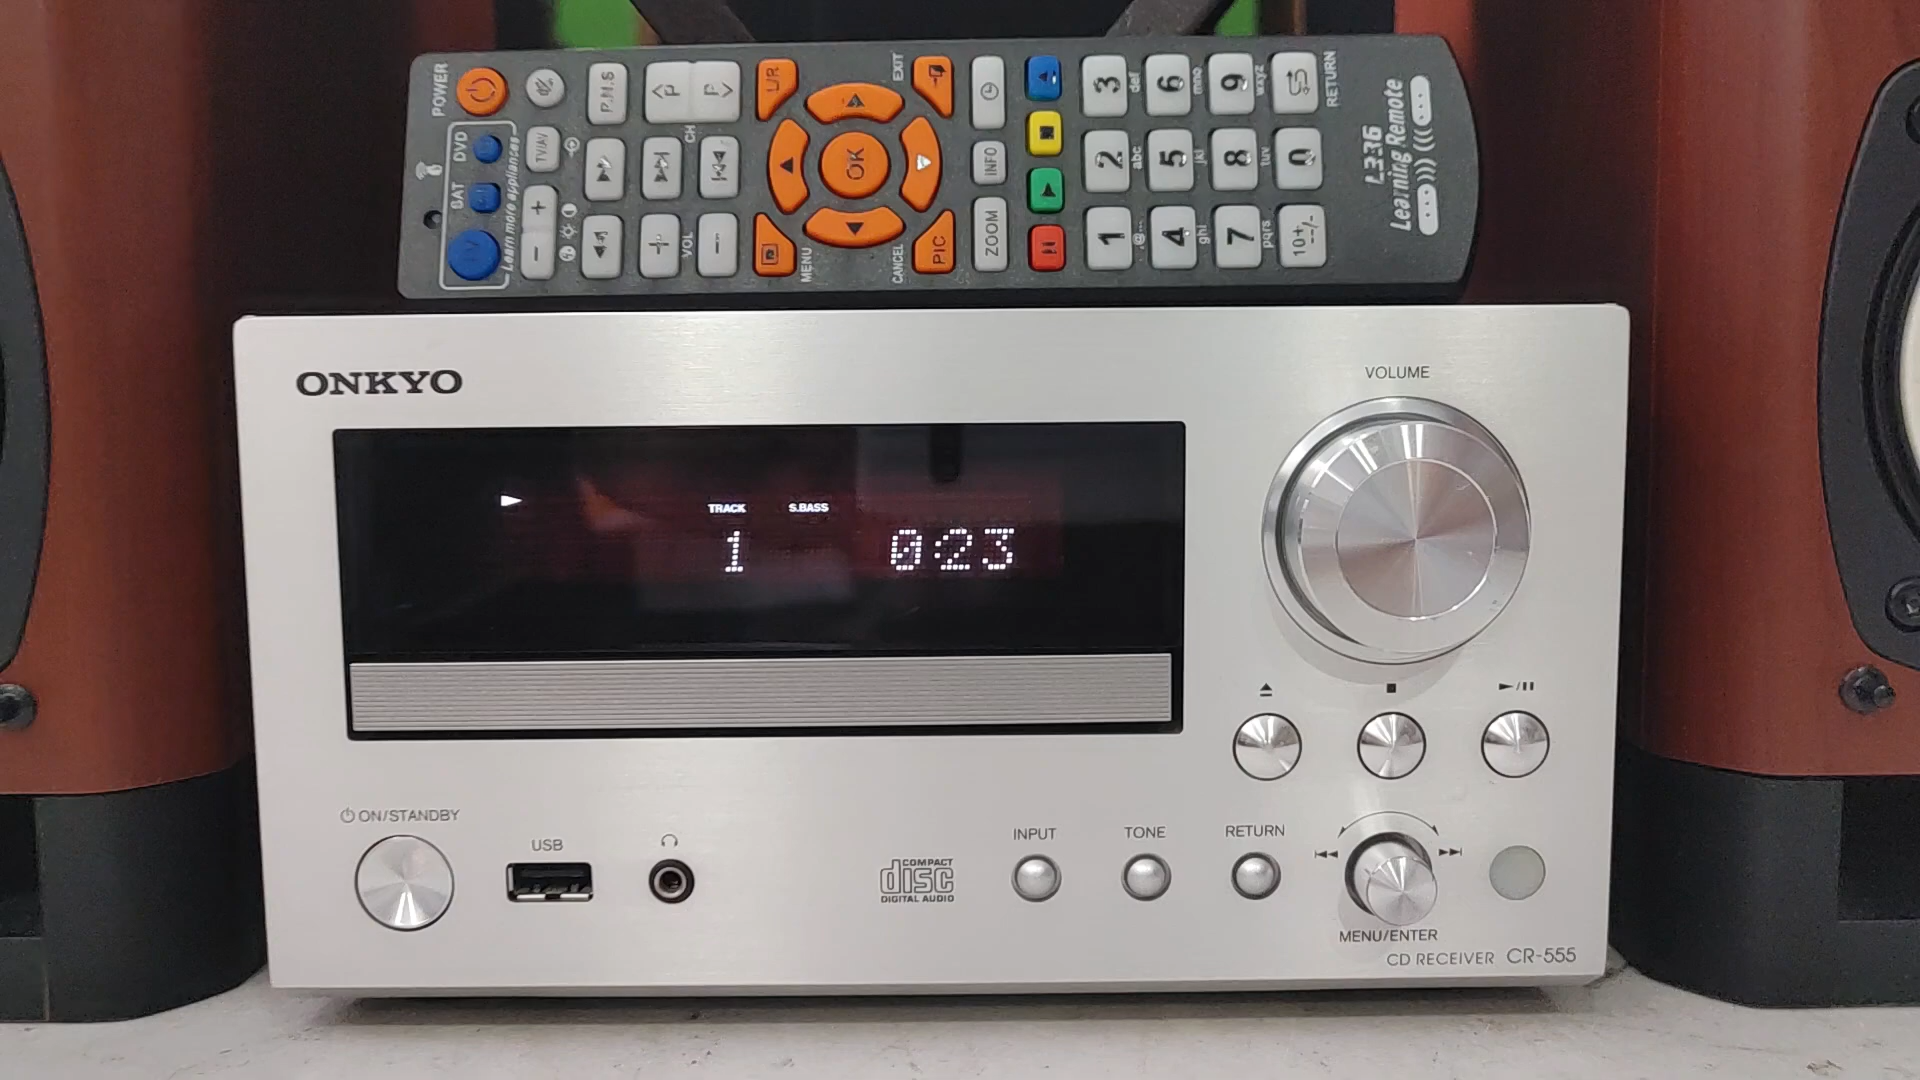 POWER
DVD
SAT
Learn more appliances
TV/AV
P.N.S
P
P
CH
VOL
L/R
EXIT
OK
MENU
CANCEL
PIC
INFO
ZOOM
3 def
6 mno
9 wxyz
RETURN
2 abc
5 jkl
8 tuv
0
1
4 ghi
7 pqrs
10+
-/--
L336
Learning Remote
ONKYO
VOLUME
TRACK S.BASS
1 0:23
ON/STANDBY
USB
COMPACT
disc
DIGITAL AUDIO
INPUT
TONE
RETURN
MENU/ENTER
CD RECEIVER CR-555